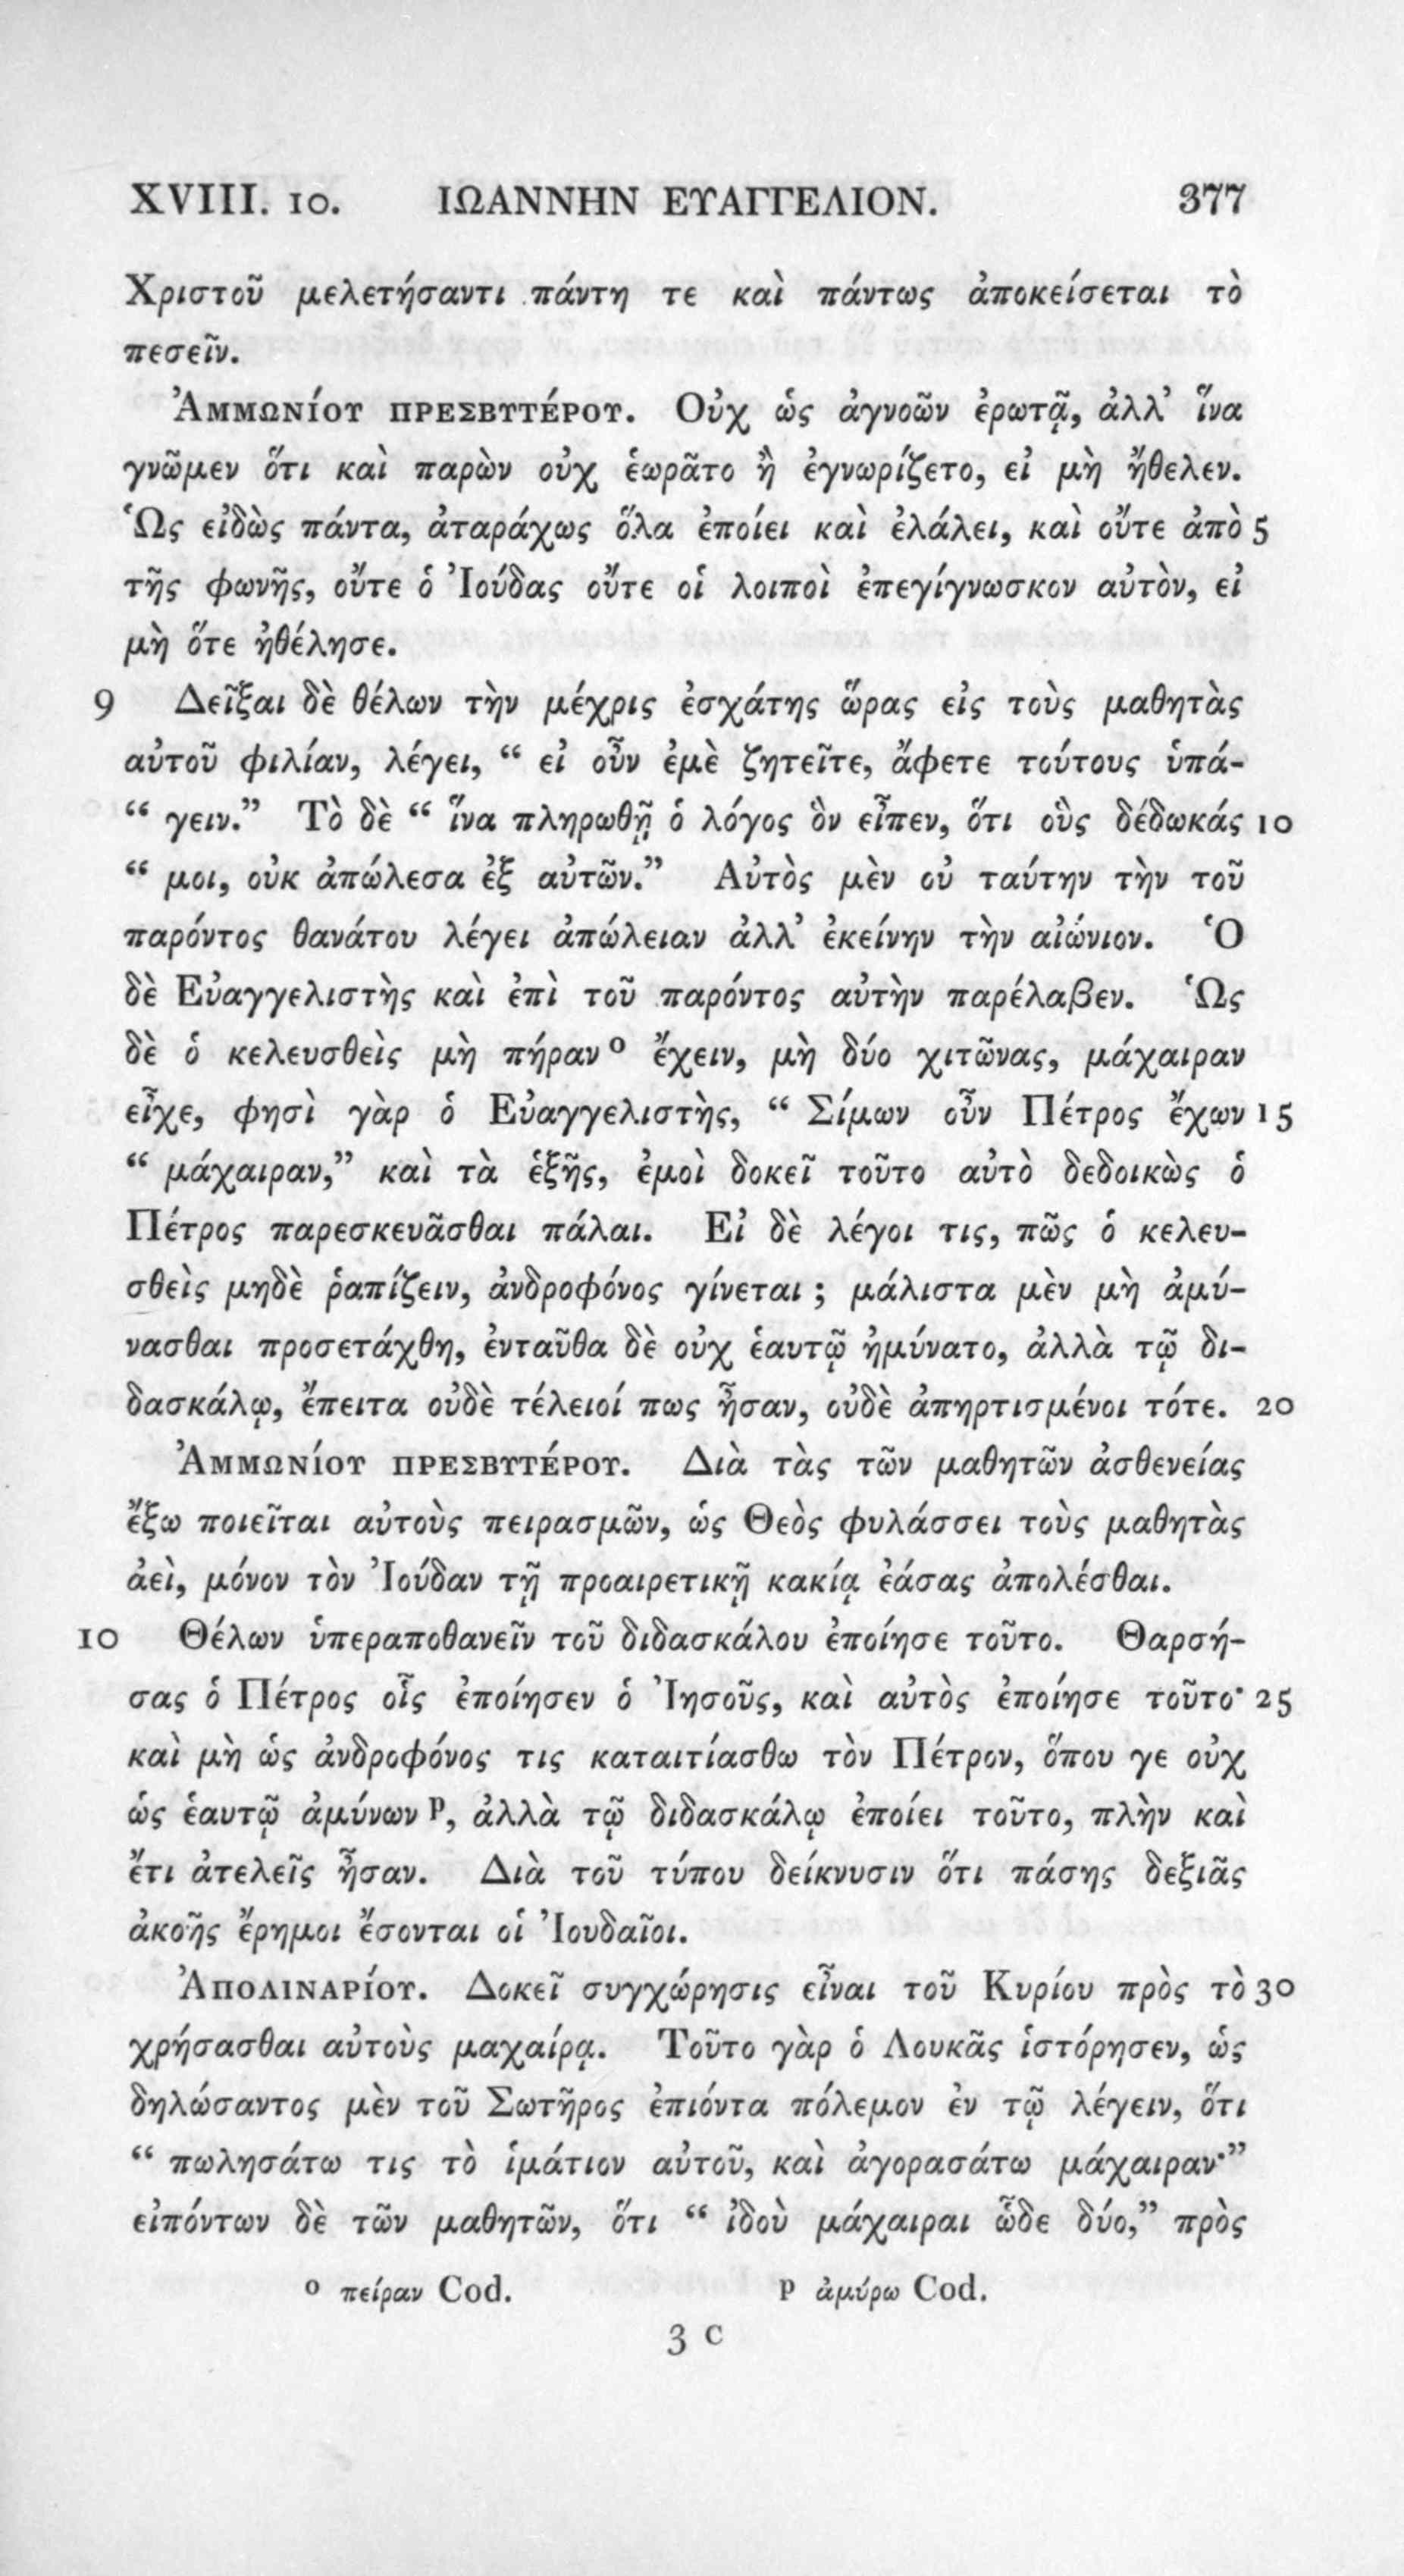 XVIII. 10. ΙΩΑΝΝΗΝ ΕΥΑΓΓΕΛΙΟΝ. 377
Χριστοῦ μελετήσαντι πάντη τε καὶ πάντως ἀποκείσεται τὸ
πεσεῖν.
Ἀμμωνίου πρεσβυτέρου. Οὐχ ὡς ἀγνοῶν ἐρωτᾷ, ἀλλ’ ἵνα
γνῶμεν ὅτι καὶ παρὼν οὐχ ἑωρᾶτο ἢ ἐγνωρίζετο, εἰ μὴ ἤθελεν.
Ὡς εἰδὼς πάντα, ἀταράχως ὅλα ἐποίει καὶ ἐλάλει, καὶ οὔτε ἀπὸ 5
τῆς φωνῆς, οὔτε ὁ Ἰούδας οὔτε οἱ λοιποὶ ἐπεγίγνωσκον αὐτὸν, εἰ
μὴ ὅτε ἠθέλησε.
9 Δεῖξαι δὲ θέλων τὴν μέχρις ἐσχάτης ὥρας εἰς τοὺς μαθητὰς
αὐτοῦ φιλίαν, λέγει, “ εἰ οὖν ἐμὲ ζητεῖτε, ἄφετε τούτους ὑπά-
“ γειν.” Τὸ δὲ “ ἵνα πληρωθῇ ὁ λόγος ὃν εἶπεν, ὅτι οὓς δέδωκάς 10
“ μοι, οὐκ ἀπώλεσα ἐξ αὐτῶν.” Αὐτὸς μὲν οὐ ταύτην τὴν τοῦ
παρόντος θανάτου λέγει ἀπώλειαν ἀλλ’ ἐκείνην τὴν αἰώνιον. Ὁ
δὲ Εὐαγγελιστὴς καὶ ἐπὶ τοῦ παρόντος αὐτὴν παρέλαβεν. Ὡς
δὲ ὁ κελευσθεὶς μὴ πήραν ο ἔχειν, μὴ δύο χιτῶνας, μάχαιραν
εἶχε, φησὶ γὰρ ὁ Εὐαγγελιστὴς, “ Σίμων οὖν Πέτρος ἔχων 15
“ μάχαιραν,” καὶ τὰ ἑξῆς, ἐμοὶ δοκεῖ τοῦτο αὐτὸ δεδοικὼς ὁ
Πέτρος παρεσκευᾶσθαι πάλαι. Εἰ δὲ λέγοι τις, πῶς ὁ κελευ-
σθεὶς μηδὲ ῥαπίζειν, ἀνδροφόνος γίνεται ; μάλιστα μὲν μὴ ἀμύ-
νασθαι προσετάχθη, ἐνταῦθα δὲ οὐχ ἑαυτῷ ἠμύνατο, ἀλλὰ τῷ δι-
δασκάλῳ, ἔπειτα οὐδὲ τέλειοί πως ἦσαν, οὐδὲ ἀπηρτισμένοι τότε. 20
Ἀμμωνίου πρεσβυτέρου. Διὰ τὰς τῶν μαθητῶν ἀσθενείας
ἔξω ποιεῖται αὐτοὺς πειρασμῶν, ὡς Θεὸς φυλάσσει τοὺς μαθητὰς
ἀεὶ, μόνον τὸν Ἰούδαν τῇ προαιρετικῇ κακίᾳ ἐάσας ἀπολέσθαι.
10 Θέλων ὑπεραποθανεῖν τοῦ διδασκάλου ἐποίησε τοῦτο. Θαρσή-
σας ὁ Πέτρος οἷς ἐποίησεν ὁ Ἰησοῦς, καὶ αὐτὸς ἐποίησε τοῦτο· 25
καὶ μὴ ὡς ἀνδροφόνος τις καταιτίασθω τὸν Πέτρον, ὅπου γε οὐχ
ὡς ἑαυτῷ ἀμύνων p, ἀλλὰ τῷ διδασκάλῳ ἐποίει τοῦτο, πλὴν καὶ
ἔτι ἀτελεῖς ἦσαν. Διὰ τοῦ τύπου δείκνυσιν ὅτι πάσης δεξιᾶς
ἀκοῆς ἔρημοι ἔσονται οἱ Ἰουδαῖοι.
Ἀπολιναρίου. Δοκεῖ συγχώρησις εἶναι τοῦ Κυρίου πρὸς τὸ 30
χρήσασθαι αὐτοὺς μαχαίρᾳ. Τοῦτο γὰρ ὁ Λουκᾶς ἱστόρησεν, ὡς
δηλώσαντος μὲν τοῦ Σωτῆρος ἐπιόντα πόλεμον ἐν τῷ λέγειν, ὅτι
“ πωλησάτω τις τὸ ἱμάτιον αὐτοῦ, καὶ ἀγορασάτω μάχαιραν·”
εἰπόντων δὲ τῶν μαθητῶν, ὅτι “ ἰδοὺ μάχαιραι ὧδε δύο,” πρὸς
ο πείραν Cod. p ἀμύρω Cod.
3 C